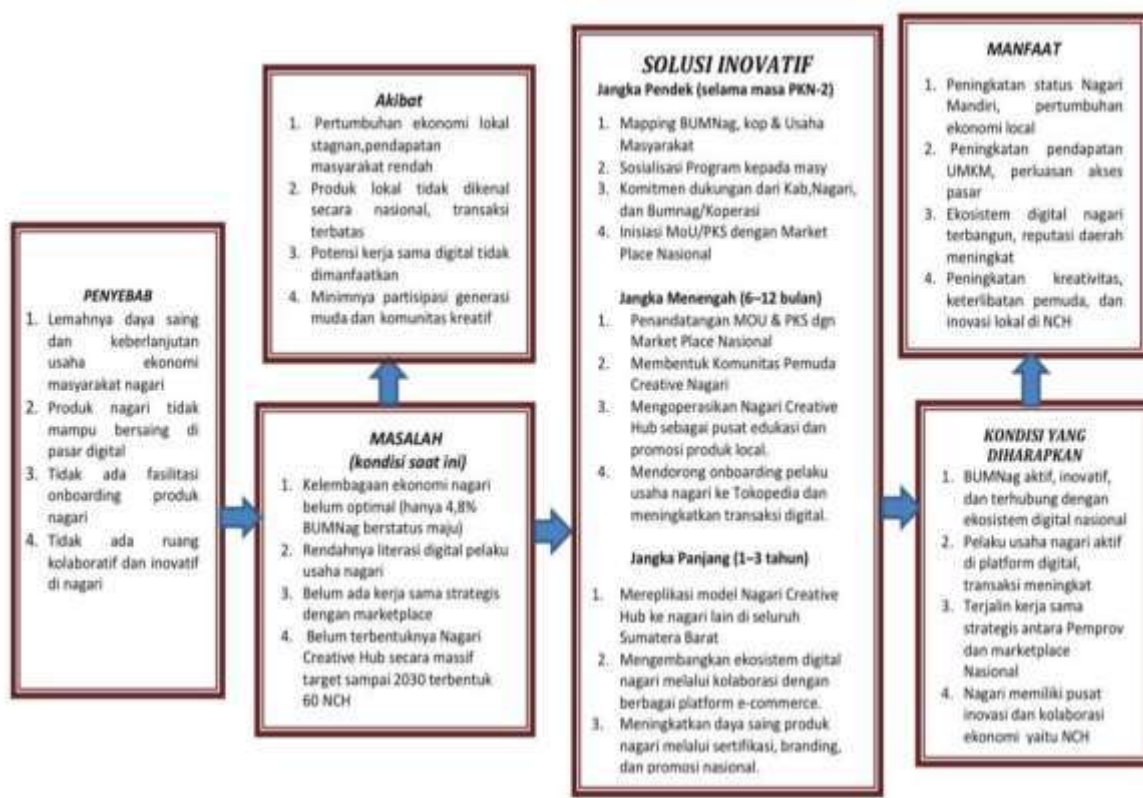 PENYEBAB
1. Lemahnya daya saing
dan keberlanjutan
usaha ekonomi
masyarakat nagari
2. Produk nagari tidak
mampu bersaing di
pasar digital
3. Tidak ada fasilitasi
onboarding produk
nagari
4. Tidak ada ruang
kolaboratif dan inovatif
di nagari
Akibat
1. Pertumbuhan ekonomi lokal
stagnan,pendapatan
masyarakat rendah
2. Produk lokal tidak dikenal
secara nasional, transaksi
terbatas
3. Potensi kerja sama digital tidak
dimanfaatkan
4. Minimnya partisipasi generasi
muda dan komunitas kreatif
MASALAH
(kondisi saat ini)
1. Kelembagaan ekonomi nagari
belum optimal (hanya 4,8%
BUMNag berstatus maju)
2. Rendahnya literasi digital pelaku
usaha nagari
3. Belum ada kerja sama strategis
dengan marketplace
4. Belum terbentuknya Nagari
Creative Hub secara massif
target sampai 2030 terbentuk
60 NCH
SOLUSI INOVATIF
Jangka Pendek (selama masa PKN-2)
1. Mapping BUMNag, kop & Usaha
Masyarakat
2. Sosialisasi Program kepada masy
3. Komitmen dukungan dari Kab,Nagari,
dan Bumnag/Koperasi
4. Inisiasi MoU/PKS dengan Market
Place Nasional
Jangka Menengah (6–12 bulan)
1. Penandatangan MOU & PKS dgn
Market Place Nasional
2. Membentuk Komunitas Pemuda
Creative Nagari
3. Mengoperasikan Nagari Creative
Hub sebagai pusat edukasi dan
promosi produk local.
4. Mendorong onboarding pelaku
usaha nagari ke Tokopedia dan
meningkatkan transaksi digital.
Jangka Panjang (1–3 tahun)
1. Mereplikasi model Nagari Creative
Hub ke nagari lain di seluruh
Sumatera Barat
2. Mengembangkan ekosistem digital
nagari melalui kolaborasi dengan
berbagai platform e-commerce.
3. Meningkatkan daya saing produk
nagari melalui sertifikasi, branding,
dan promosi nasional.
MANFAAT
1. Peningkatan status Nagari
Mandiri, pertumbuhan
ekonomi local
2. Peningkatan pendapatan
UMKM, perluasan akses
pasar
3. Ekosistem digital nagari
terbangun, reputasi daerah
meningkat
4. Peningkatan kreativitas,
keterlibatan pemuda, dan
inovasi lokal di NCH
KONDISI YANG
DIHARAPKAN
1. BUMNag aktif, inovatif,
dan terhubung dengan
ekosistem digital nasional
2. Pelaku usaha nagari aktif
di platform digital,
transaksi meningkat
3. Terjalin kerja sama
strategis antara Pemprov
dan marketplace
Nasional
4. Nagari memiliki pusat
inovasi dan kolaborasi
ekonomi yaitu NCH